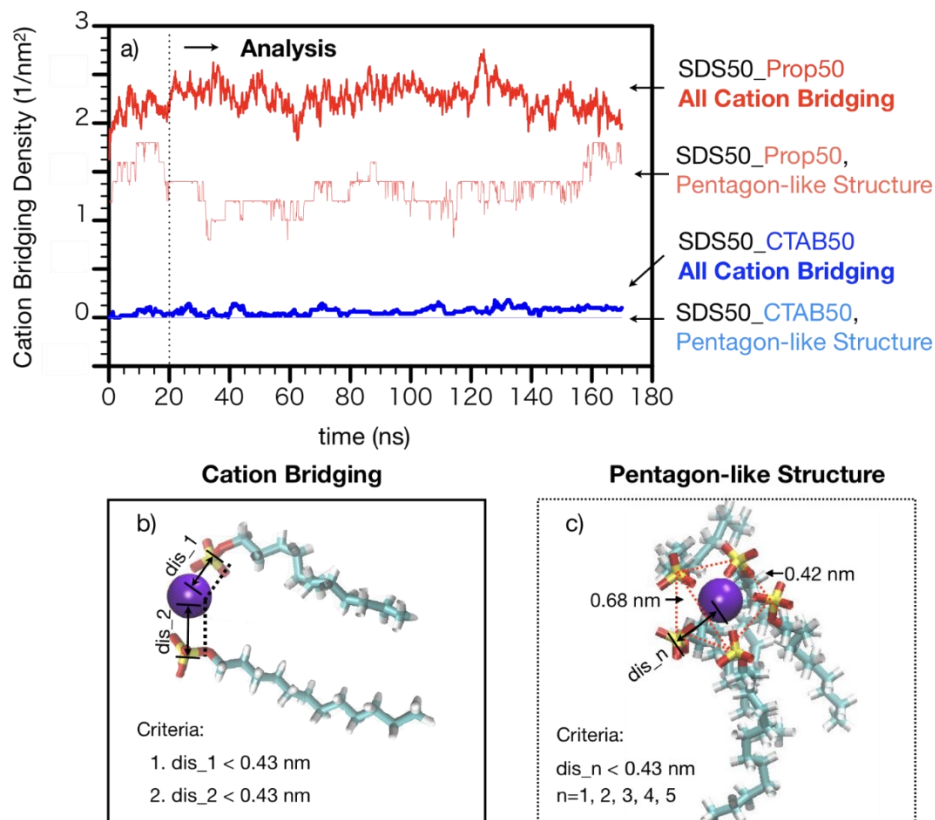 a)
Analysis
Cation Bridging Density (1/nm²)
3
2
1
0
0 20 40 60 80 100 120 140 160 180
time (ns)
SDS50_Prop50
All Cation Bridging
SDS50_Prop50,
Pentagon-like Structure
SDS50_CTAB50
All Cation Bridging
SDS50_CTAB50,
Pentagon-like Structure
Cation Bridging
b)
dis_1
dis_2
Criteria:
1. dis_1 < 0.43 nm
2. dis_2 < 0.43 nm
Pentagon-like Structure
c)
0.42 nm
0.68 nm
dis_n
Criteria:
dis_n < 0.43 nm
n=1, 2, 3, 4, 5